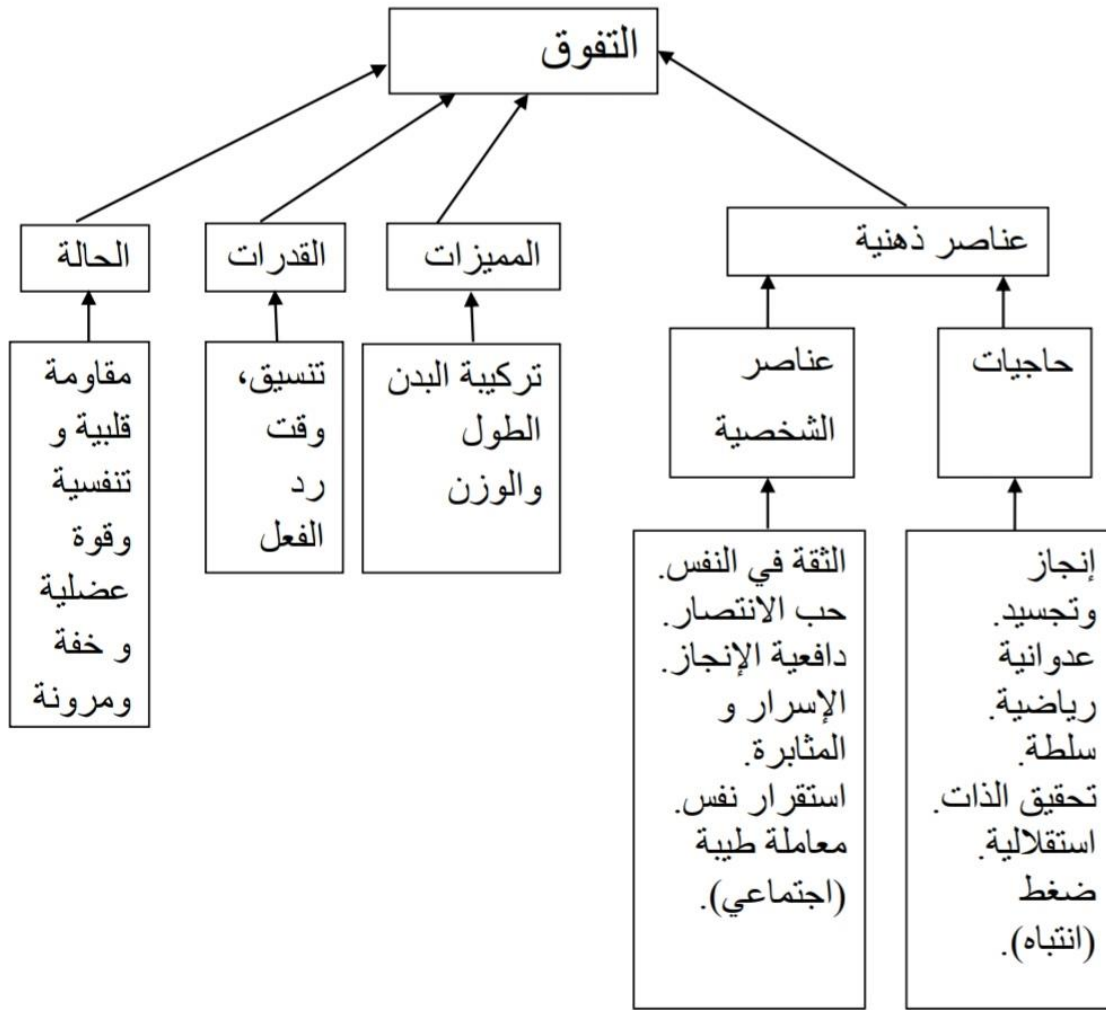 التفوق
عناصر ذهنية
المميزات
القدرات
الحالة
حاجيات
عناصر
الشخصية
تركيبة البدن
الطول
والوزن
تنسيق،
وقت
رد
الفعل
مقاومة
قلبية و
تنفسية
وقوة
عضلية
و خفة
ومرونة
إنجاز
وتجسيد.
عدوانية
رياضية.
سلطة.
تحقيق الذات.
استقلالية.
ضغط
(انتباه).
الثقة في النفس.
حب الانتصار.
دافعية الإنجاز.
الإسرار و
المثابرة.
استقرار نفس.
معاملة طيبة
(اجتماعي).